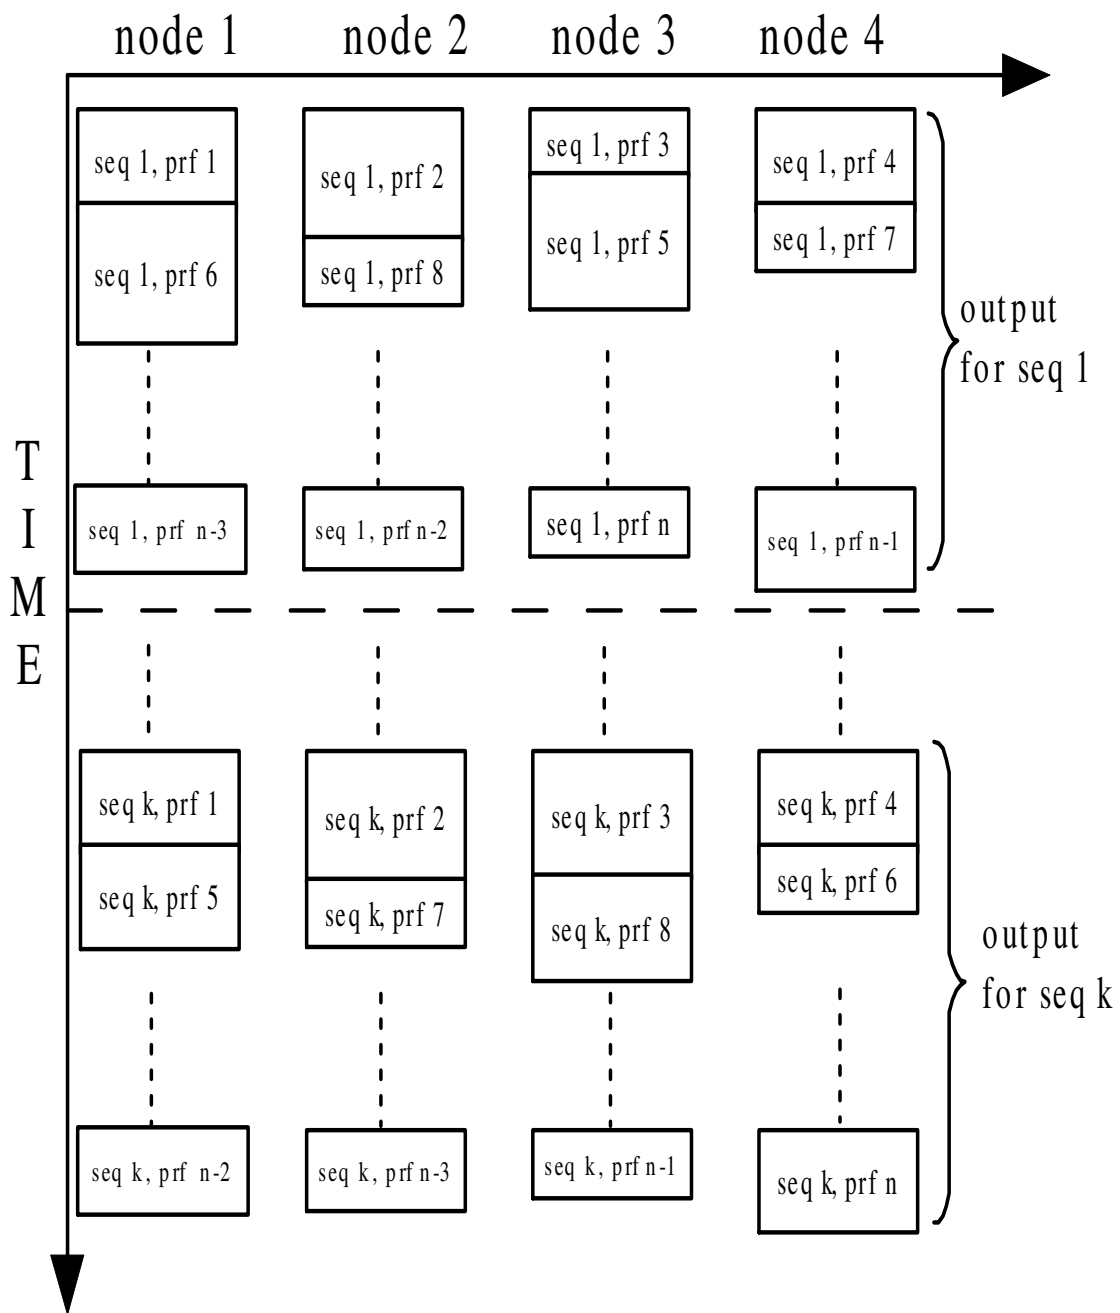 node 1 node 2 node 3 node 4
seq 1, prf 1
seq 1, prf 2
seq 1, prf 3
seq 1, prf 4
seq 1, prf 6
seq 1, prf 8
seq 1, prf 5
seq 1, prf 7
output
for seq 1
seq 1, prf n-3
seq 1, prf n-2
seq 1, prf n
seq 1, prf n-1
TIME
seq k, prf 1
seq k, prf 2
seq k, prf 3
seq k, prf 4
seq k, prf 5
seq k, prf 7
seq k, prf 8
seq k, prf 6
output
for seq k
seq k, prf n-2
seq k, prf n-3
seq k, prf n-1
seq k, prf n